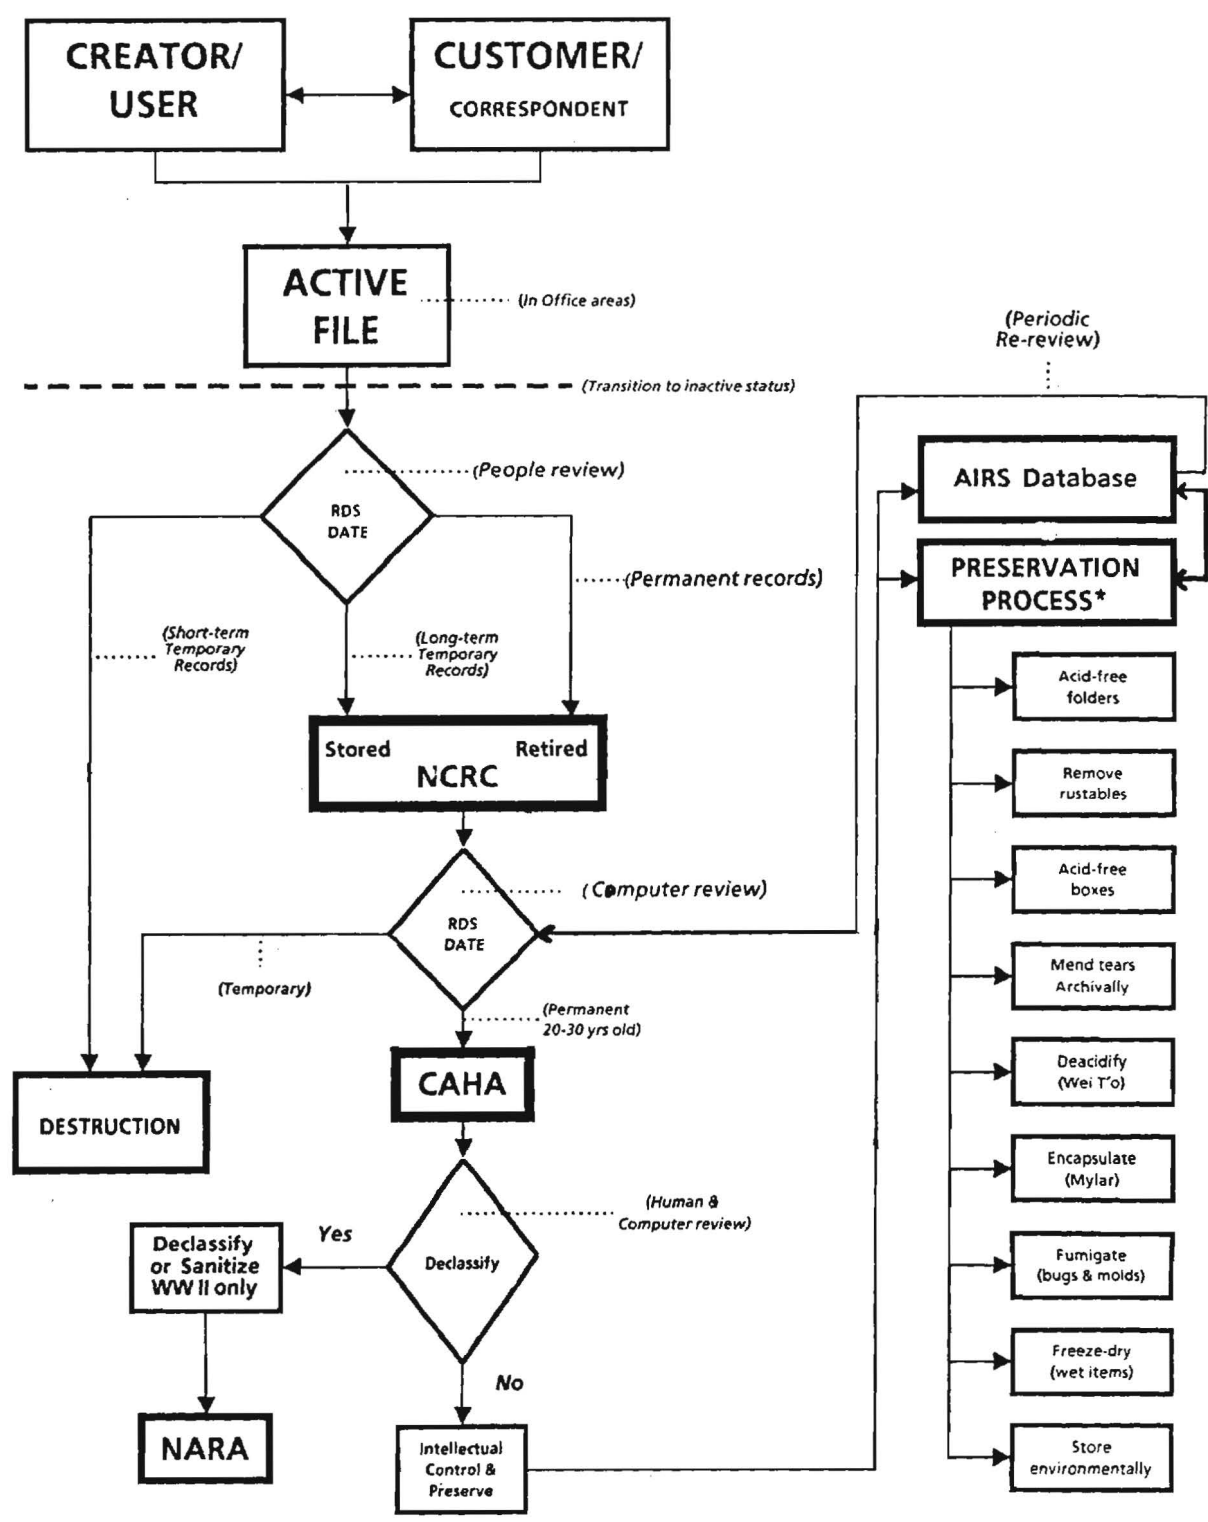 CREATOR/
USER
CUSTOMER/
CORRESPONDENT
ACTIVE
FILE
(In Office areas)
(Transition to inactive status)
(Periodic
Re-review)
(People review)
RDS
DATE
AIRS Database
PRESERVATION
PROCESS*
(Permanent records)
(Short-term
Temporary
Records)
(Long-term
Temporary
Records)
Stored
Retired
NCRC
(Computer review)
RDS
DATE
(Temporary)
(Permanent
20-30 yrs old)
CAHA
DESTRUCTION
(Human &
Computer review)
Declassify
Yes
Declassify
or Sanitize
WW II only
NARA
No
Intellectual
Control &
Preserve
Acid-free
folders
Remove
rustables
Acid-free
boxes
Mend tears
Archivally
Deacidify
(Wei T'o)
Encapsulate
(Mylar)
Fumigate
(bugs & molds)
Freeze-dry
(wet items)
Store
environmentally